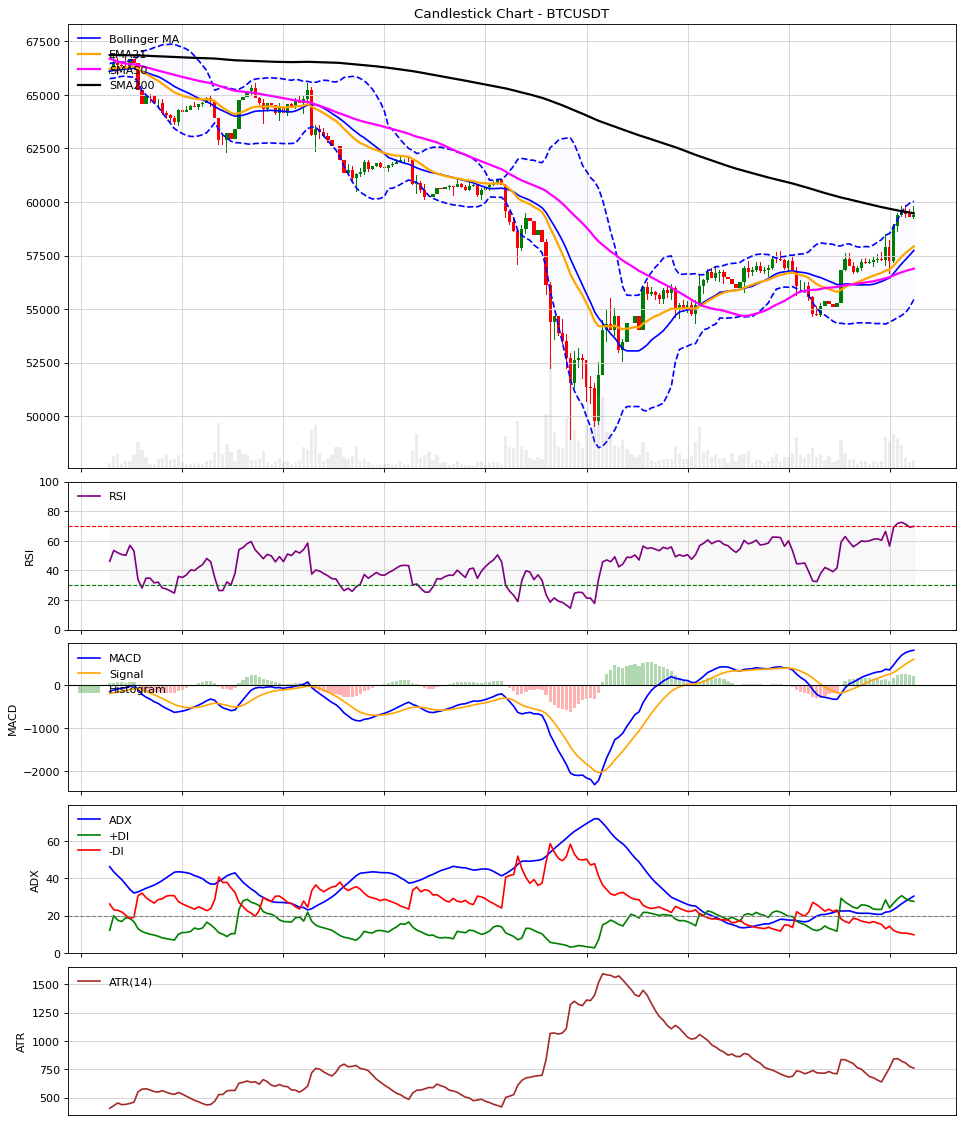 Candlestick Chart - BTCUSDT
67500
65000
62500
60000
57500
55000
52500
50000
Bollinger MA
EMA21
SMA50
SMA200
RSI
100
80
60
40
20
0
RSI
MACD
0
−1000
−2000
MACD
Signal
Histogram
ADX
60
40
20
0
ADX
+DI
-DI
ATR
1500
1250
1000
750
500
ATR(14)